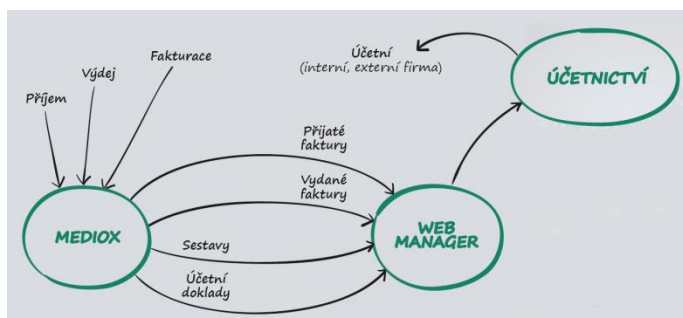 Fakturace
Výdej
Příjem
Účetní
(interní, externí firma)
ÚČETNICTVÍ
Přijaté
faktury
Vydané
faktury
Sestavy
Účetní
doklady
MEDIOX
WEB
MANAGER